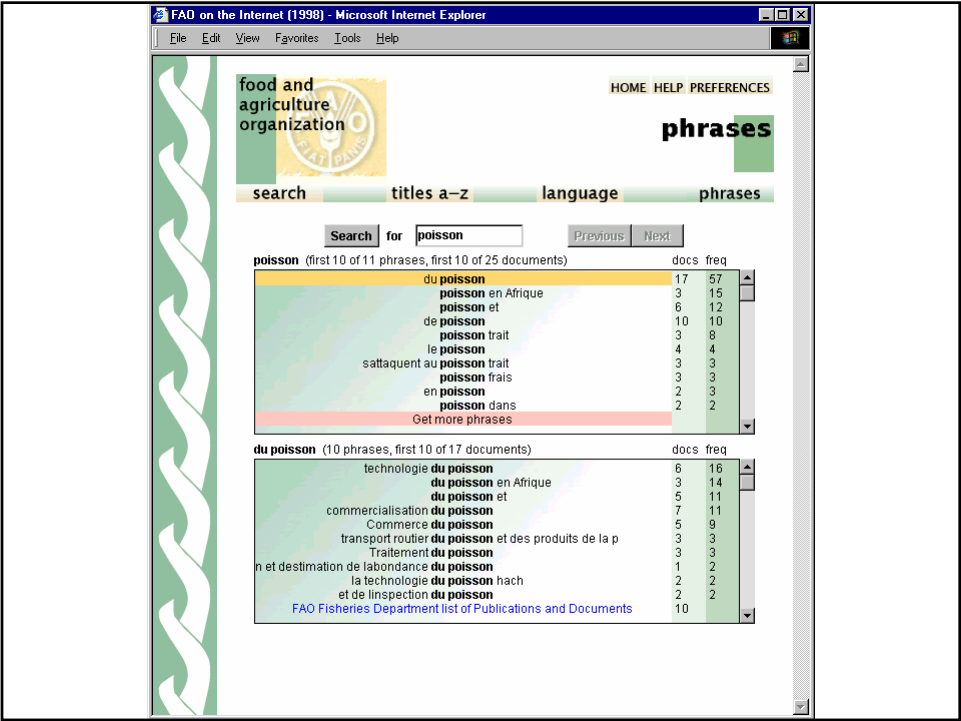 FAO on the Internet (1998) - Microsoft Internet Explorer
File Edit View Favorites Tools Help
food and
agriculture
organization
FIAT PANIS
HOME HELP PREFERENCES
phrases
search titles a–z language phrases
Search for poisson Previous Next
poisson (first 10 of 11 phrases, first 10 of 25 documents) docs freq
du poisson 17 57
poisson en Afrique 3 15
poisson et 6 12
de poisson 10 10
poisson trait 3 8
le poisson 4 4
sattaquent au poisson trait 3 3
poisson frais 3 3
en poisson 2 3
poisson dans 2 2
Get more phrases
du poisson (10 phrases, first 10 of 17 documents) docs freq
technologie du poisson 6 16
du poisson en Afrique 3 14
du poisson et 5 11
commercialisation du poisson 7 11
Commerce du poisson 5 9
transport routier du poisson et des produits de la p 3 3
Traitement du poisson 3 3
n et destimation de labondance du poisson 1 2
la technologie du poisson hach 2 2
et de linspection du poisson 2 2
FAO Fisheries Department list of Publications and Documents 10